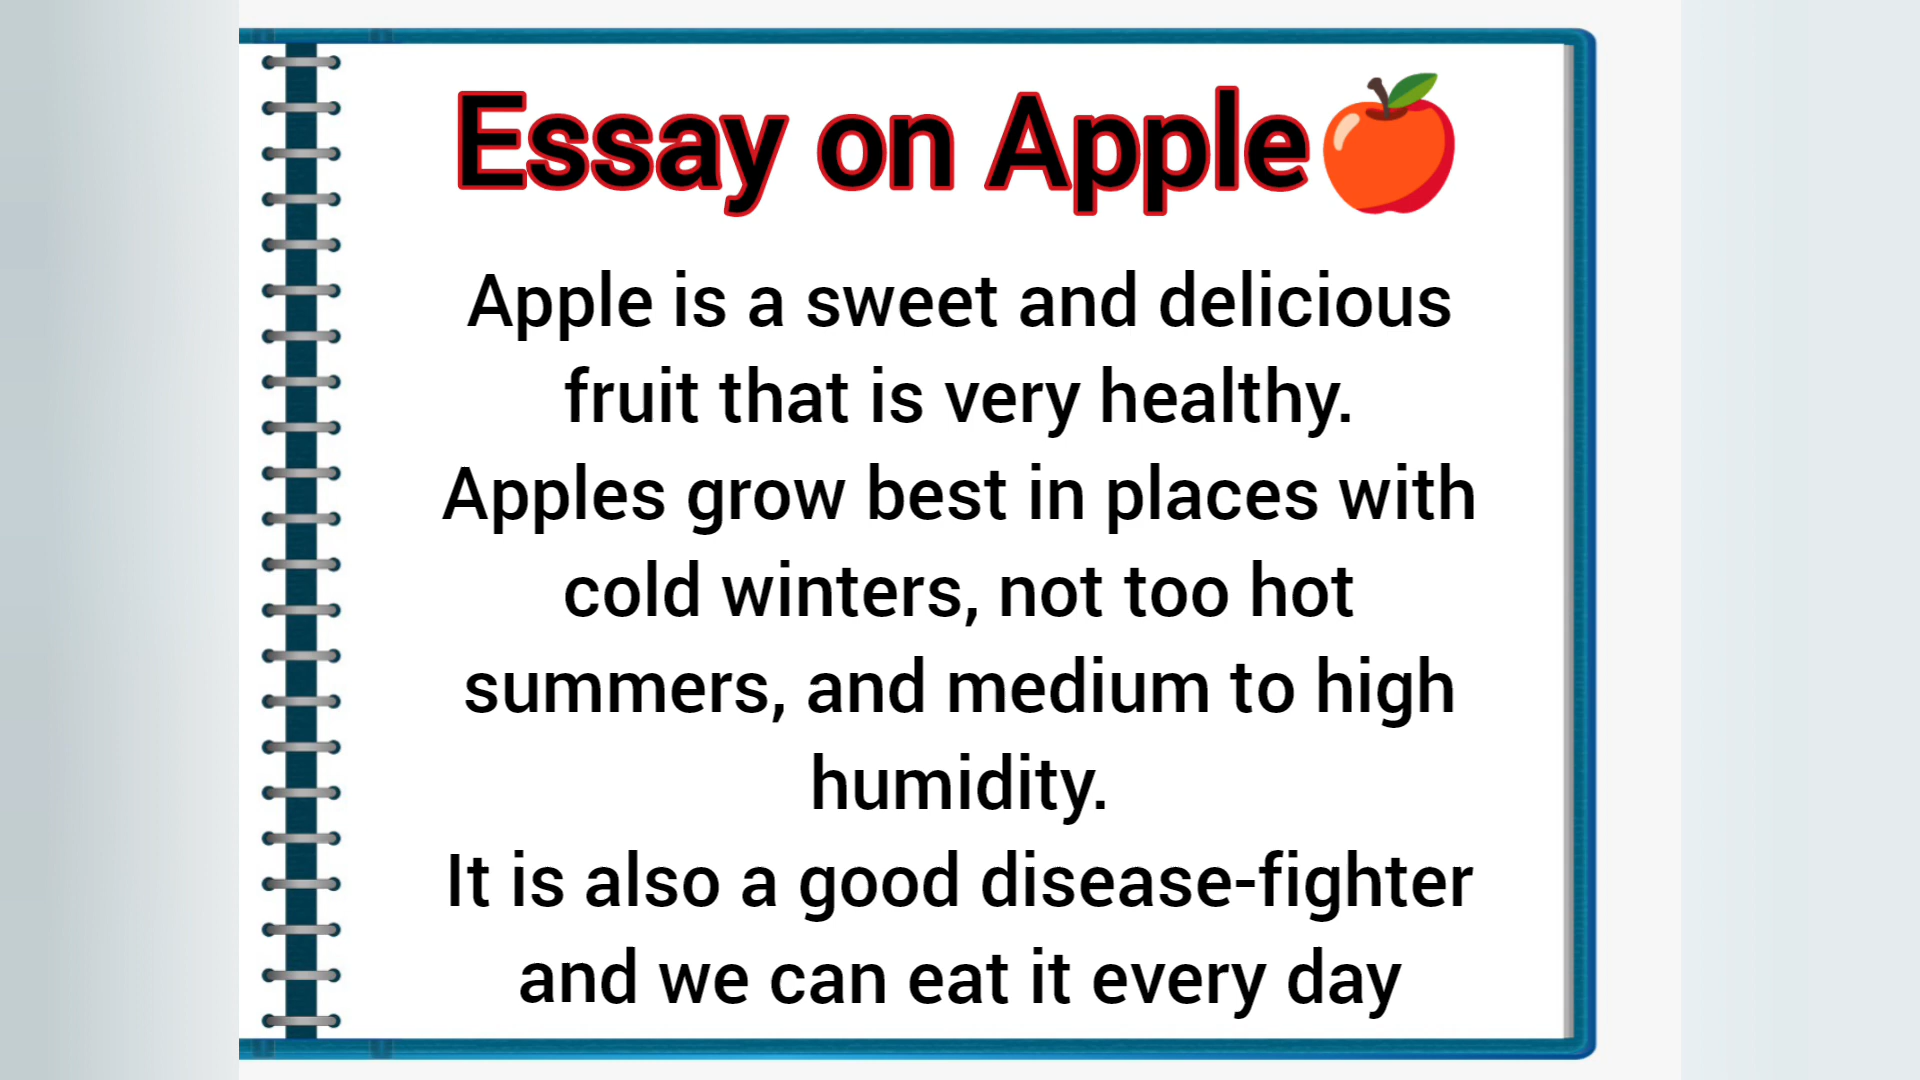 Essay on Apple🍎
Apple is a sweet and delicious
fruit that is very healthy.
Apples grow best in places with
cold winters, not too hot
summers, and medium to high
humidity.
It is also a good disease-fighter
and we can eat it every day